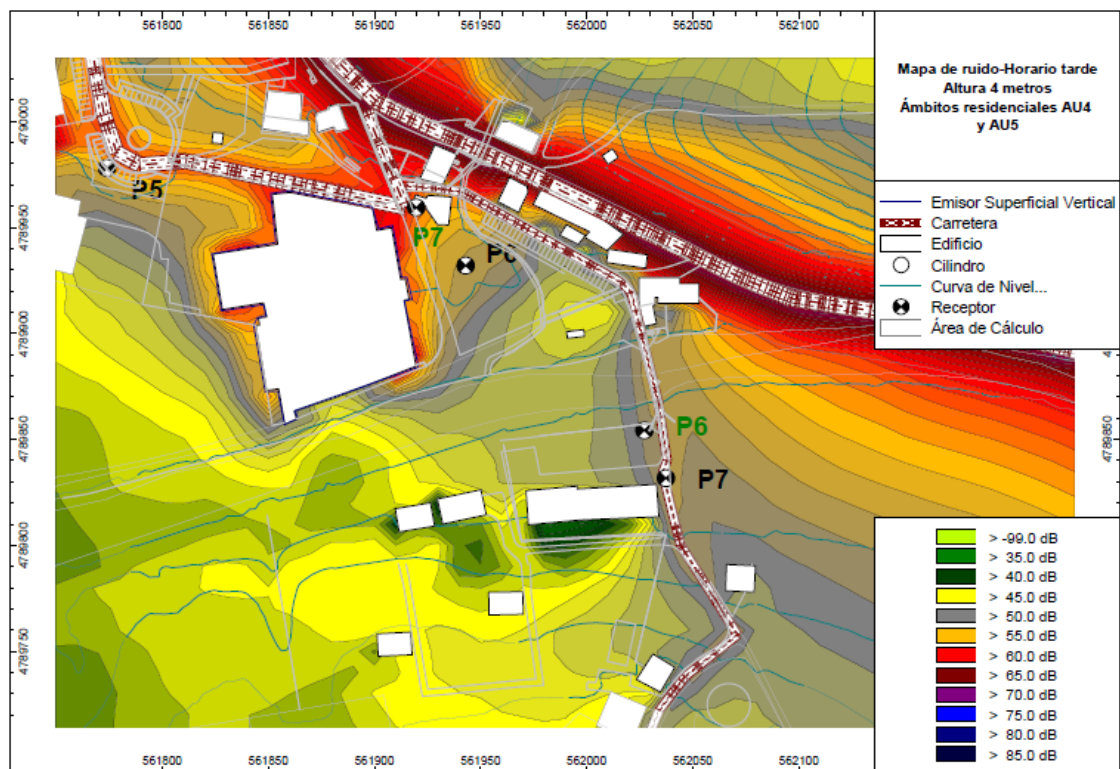 561800 561850 561900 561950 562000 562050 562100
Mapa de ruido-Horario tarde
Altura 4 metros
Ámbitos residenciales AU4
y AU5
4790000
4789950
4789900
4789850
4789800
4789750
4789850
P5
P7
P6
P7
Emisor Superficial Vertical
Carretera
Edificio
Cilindro
Curva de Nivel...
Receptor
Área de Cálculo
> -99.0 dB
> 35.0 dB
> 40.0 dB
> 45.0 dB
> 50.0 dB
> 55.0 dB
> 60.0 dB
> 65.0 dB
> 70.0 dB
> 75.0 dB
> 80.0 dB
> 85.0 dB
561800 561850 561900 561950 562000 562050 562100